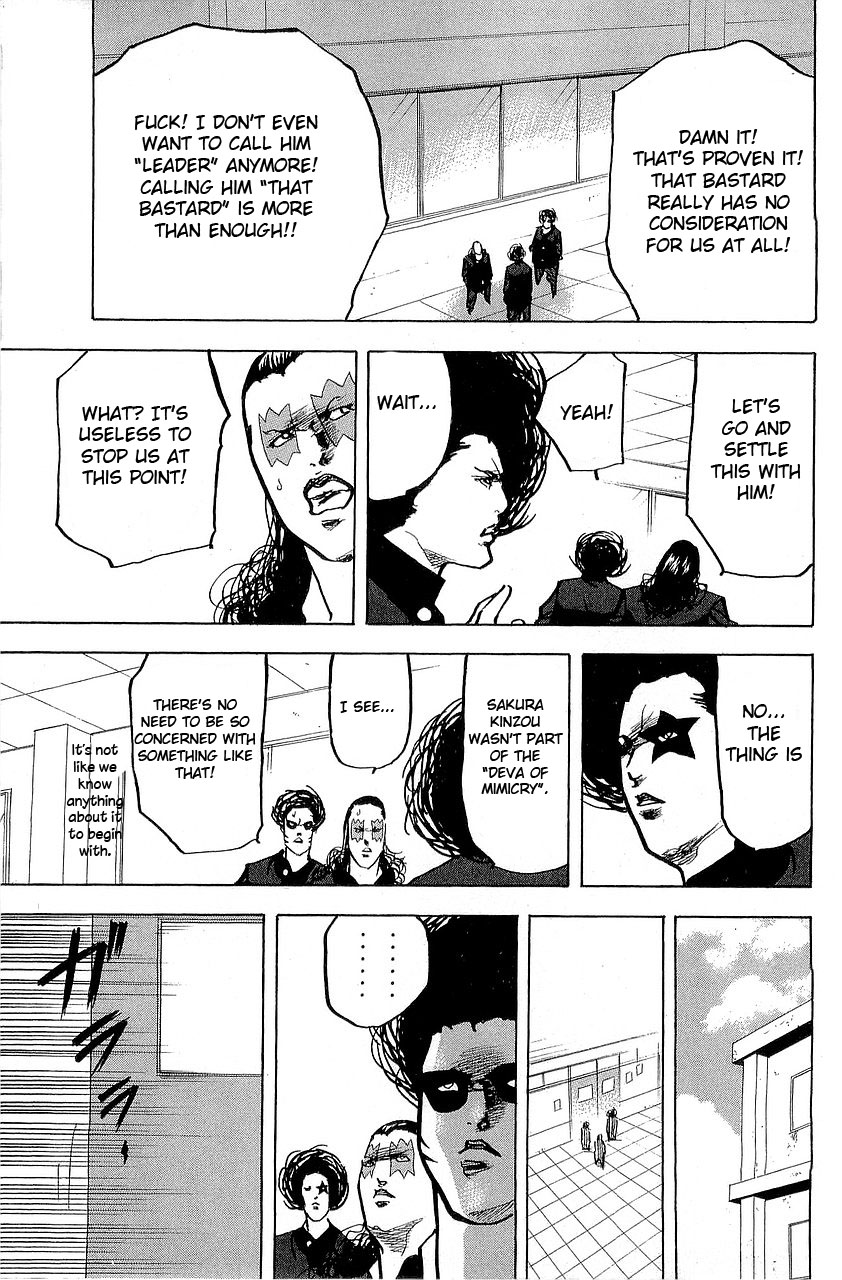 DAMN IT!
THAT'S PROVEN IT!
THAT BASTARD
REALLY HAS NO
CONSIDERATION
FOR US AT ALL!
FUCK! I DON'T EVEN
WANT TO CALL HIM
"LEADER" ANYMORE!
CALLING HIM "THAT
BASTARD" IS MORE
THAN ENOUGH!!
LET'S
GO AND
SETTLE
THIS WITH
HIM!
YEAH!
WAIT...
WHAT? IT'S
USELESS TO
STOP US AT
THIS POINT!
NO...
THE
THING IS
SAKURA
KINZOU
WASN'T PART
OF THE
"DEVA OF
MIMICRY".
I SEE...
THERE'S NO
NEED TO BE SO
CONCERNED WITH
SOMETHING LIKE
THAT!
It's not
like we
know
anything
about it
to begin
with.
............
ガラッ